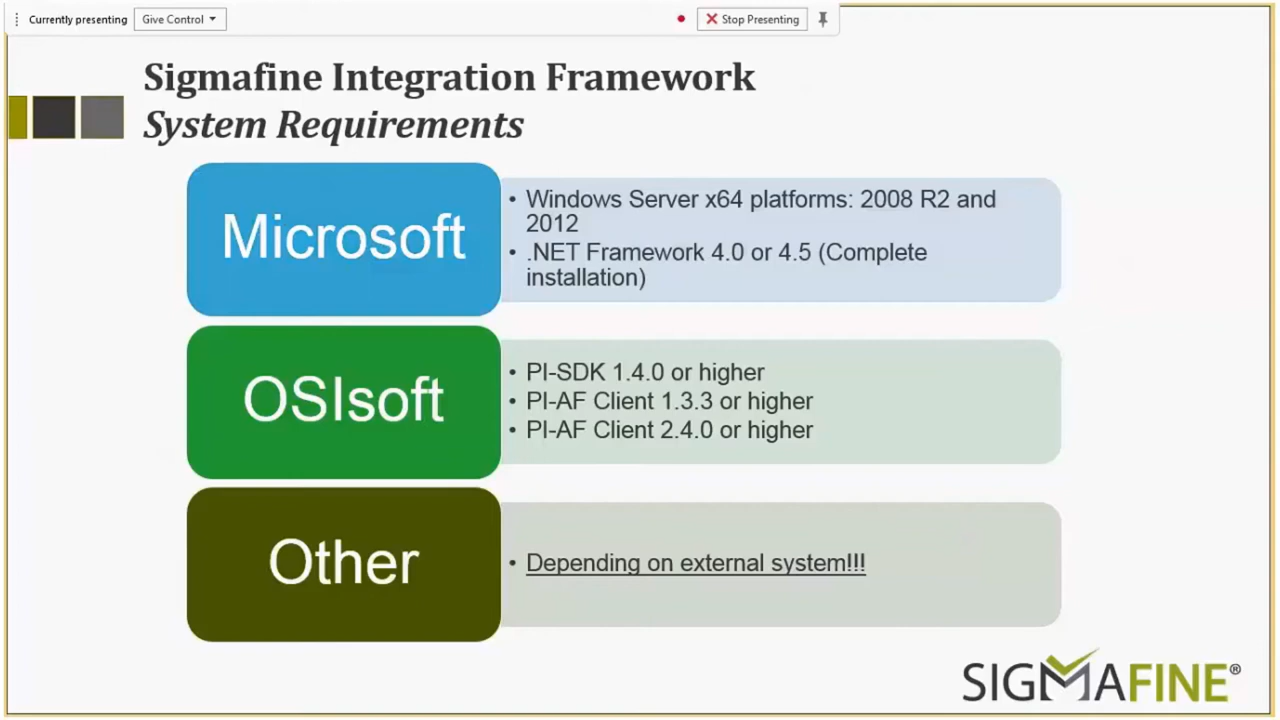 Currently presenting
Give Control
Stop Presenting
Sigmafine Integration Framework
System Requirements
Microsoft
• Windows Server x64 platforms: 2008 R2 and
2012
• .NET Framework 4.0 or 4.5 (Complete
installation)
OSIsoft
• PI-SDK 1.4.0 or higher
• PI-AF Client 1.3.3 or higher
• PI-AF Client 2.4.0 or higher
Other
• Depending on external system!!!
SIGMAFINE®